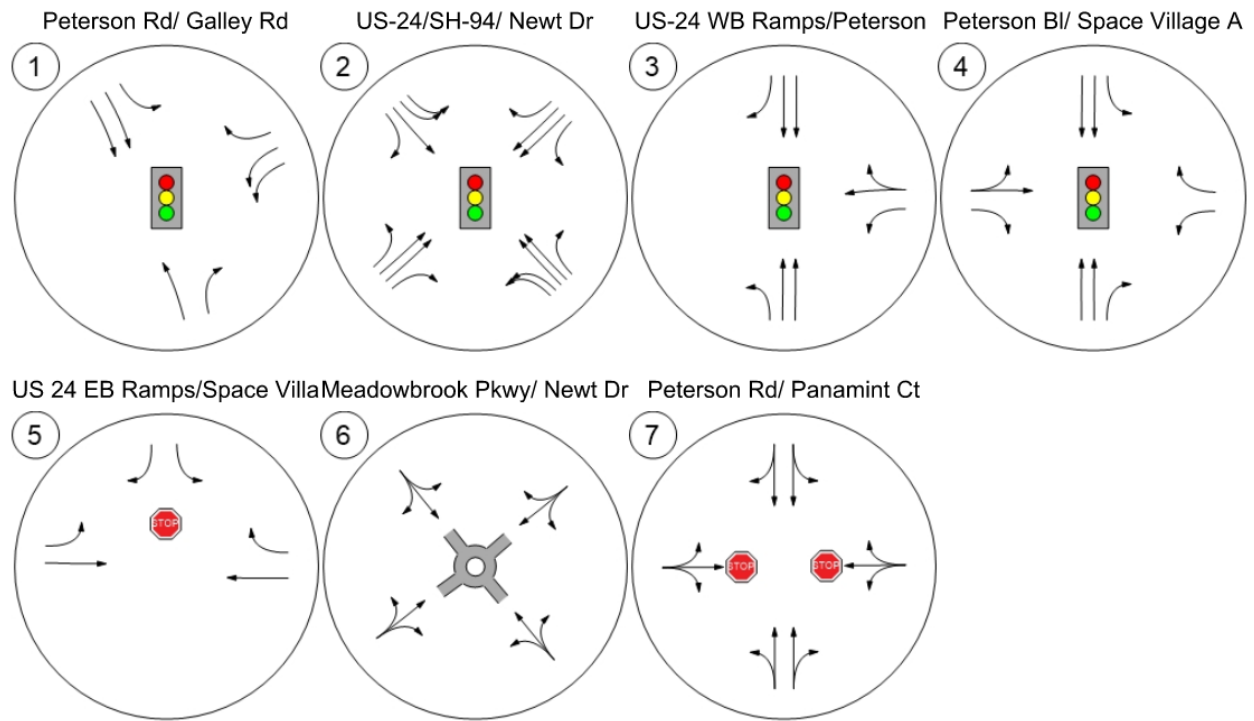 Peterson Rd/ Galley Rd
US-24/SH-94/ Newt Dr
US-24 WB Ramps/Peterson
Peterson Bl/ Space Village A
1
2
3
4
US 24 EB Ramps/Space Villa
Meadowbrook Pkwy/ Newt Dr
Peterson Rd/ Panamint Ct
5
6
7
STOP
STOP
STOP